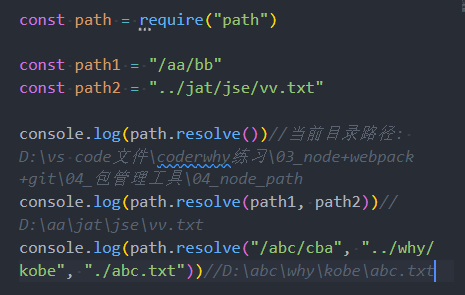 const path = require("path")
const path1 = "/aa/bb"
const path2 = "../jat/jse/vv.txt"
console.log(path.resolve())//当前目录路径:
D:\vs code文件\coderwhy练习\03_node+webpack
+git\04_包管理工具\04_node_path
console.log(path.resolve(path1, path2))//
D:\aa\jat\jse\vv.txt
console.log(path.resolve("/abc/cba", "../why/
kobe", "./abc.txt"))//D:\abc\why\kobe\abc.txt